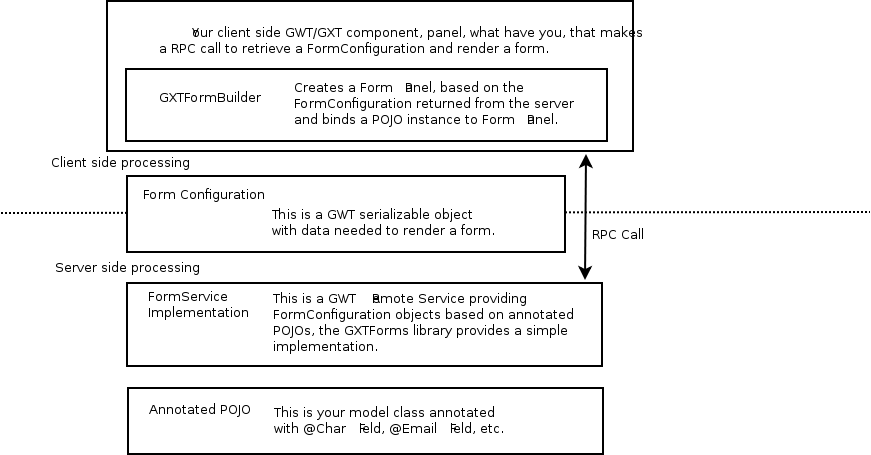 Your client side GWT/GXT component, panel, what have you, that makes
a RPC call to retrieve a FormConfiguration and render a form.
GXTFormBuilder
Creates a Form Panel, based on the
FormConfiguration returned from the server
and binds a POJO instance to Form Panel.
Client side processing
Form Configuration
This is a GWT serializable object
with data needed to render a form.
RPC Call
Server side processing
FormService
Implementation
This is a GWT Remote Service providing
FormConfiguration objects based on annotated
POJOs, the GXTForms library provides a simple
implementation.
Annotated POJO
This is your model class annotated
with @Char Field, @Email Field, etc.